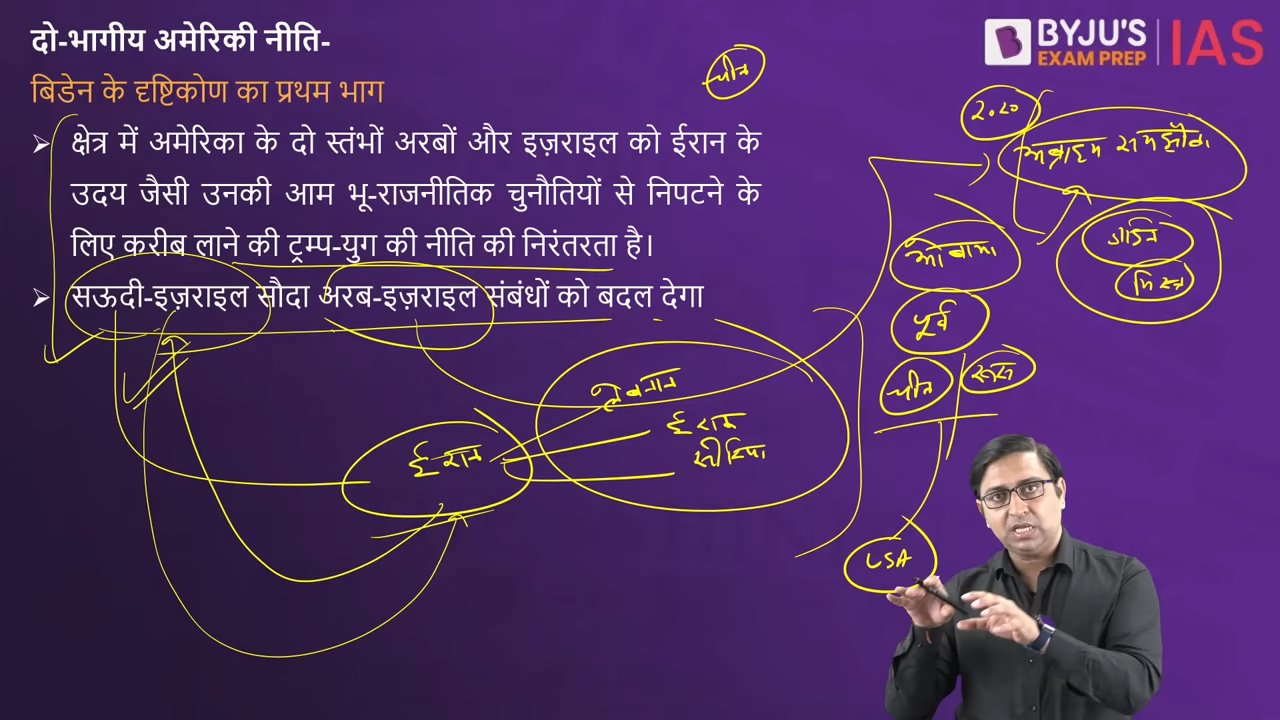 दो-भागीय अमेरिकी नीति-
BYJU'S
EXAM PREP
IAS
बिडेन के दृष्टिकोण का प्रथम भाग
चीन
2020
क्षेत्र में अमेरिका के दो स्तंभों अरबों और इज़राइल को ईरान के
उदय जैसी उनकी आम भू-राजनीतिक चुनौतियों से निपटने के
लिए करीब लाने की ट्रम्प-युग की नीति की निरंतरता है।
सऊदी-इज़राइल सौदा अरब-इज़राइल संबंधों को बदल देगा
अब्राहम समझौता
जॉर्डन
मिस्त्र
ओबामा
पूर्व
चीन
रूस
लेबनान
ईराक
सीरिया
ईरान
USA